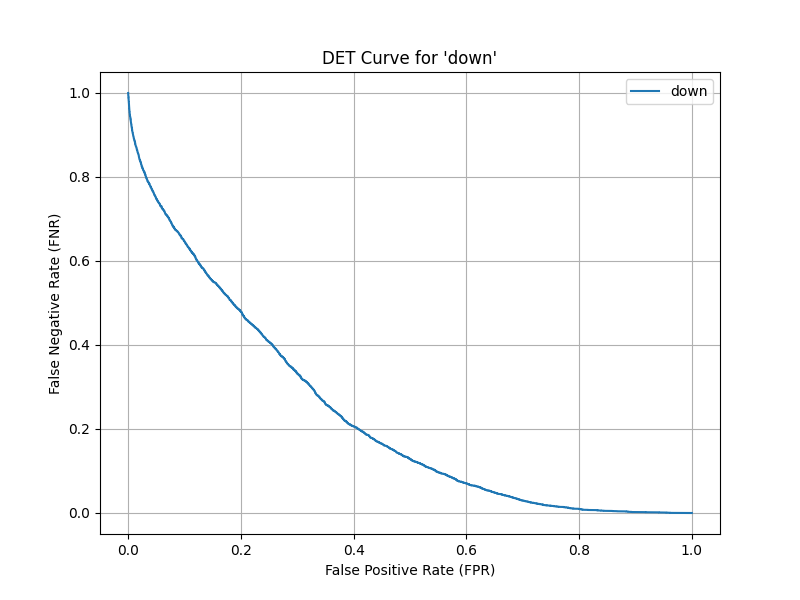 DET Curve for 'down'
down
1.0
0.8
0.6
0.4
0.2
0.0
False Negative Rate (FNR)
0.0 0.2 0.4 0.6 0.8 1.0
False Positive Rate (FPR)